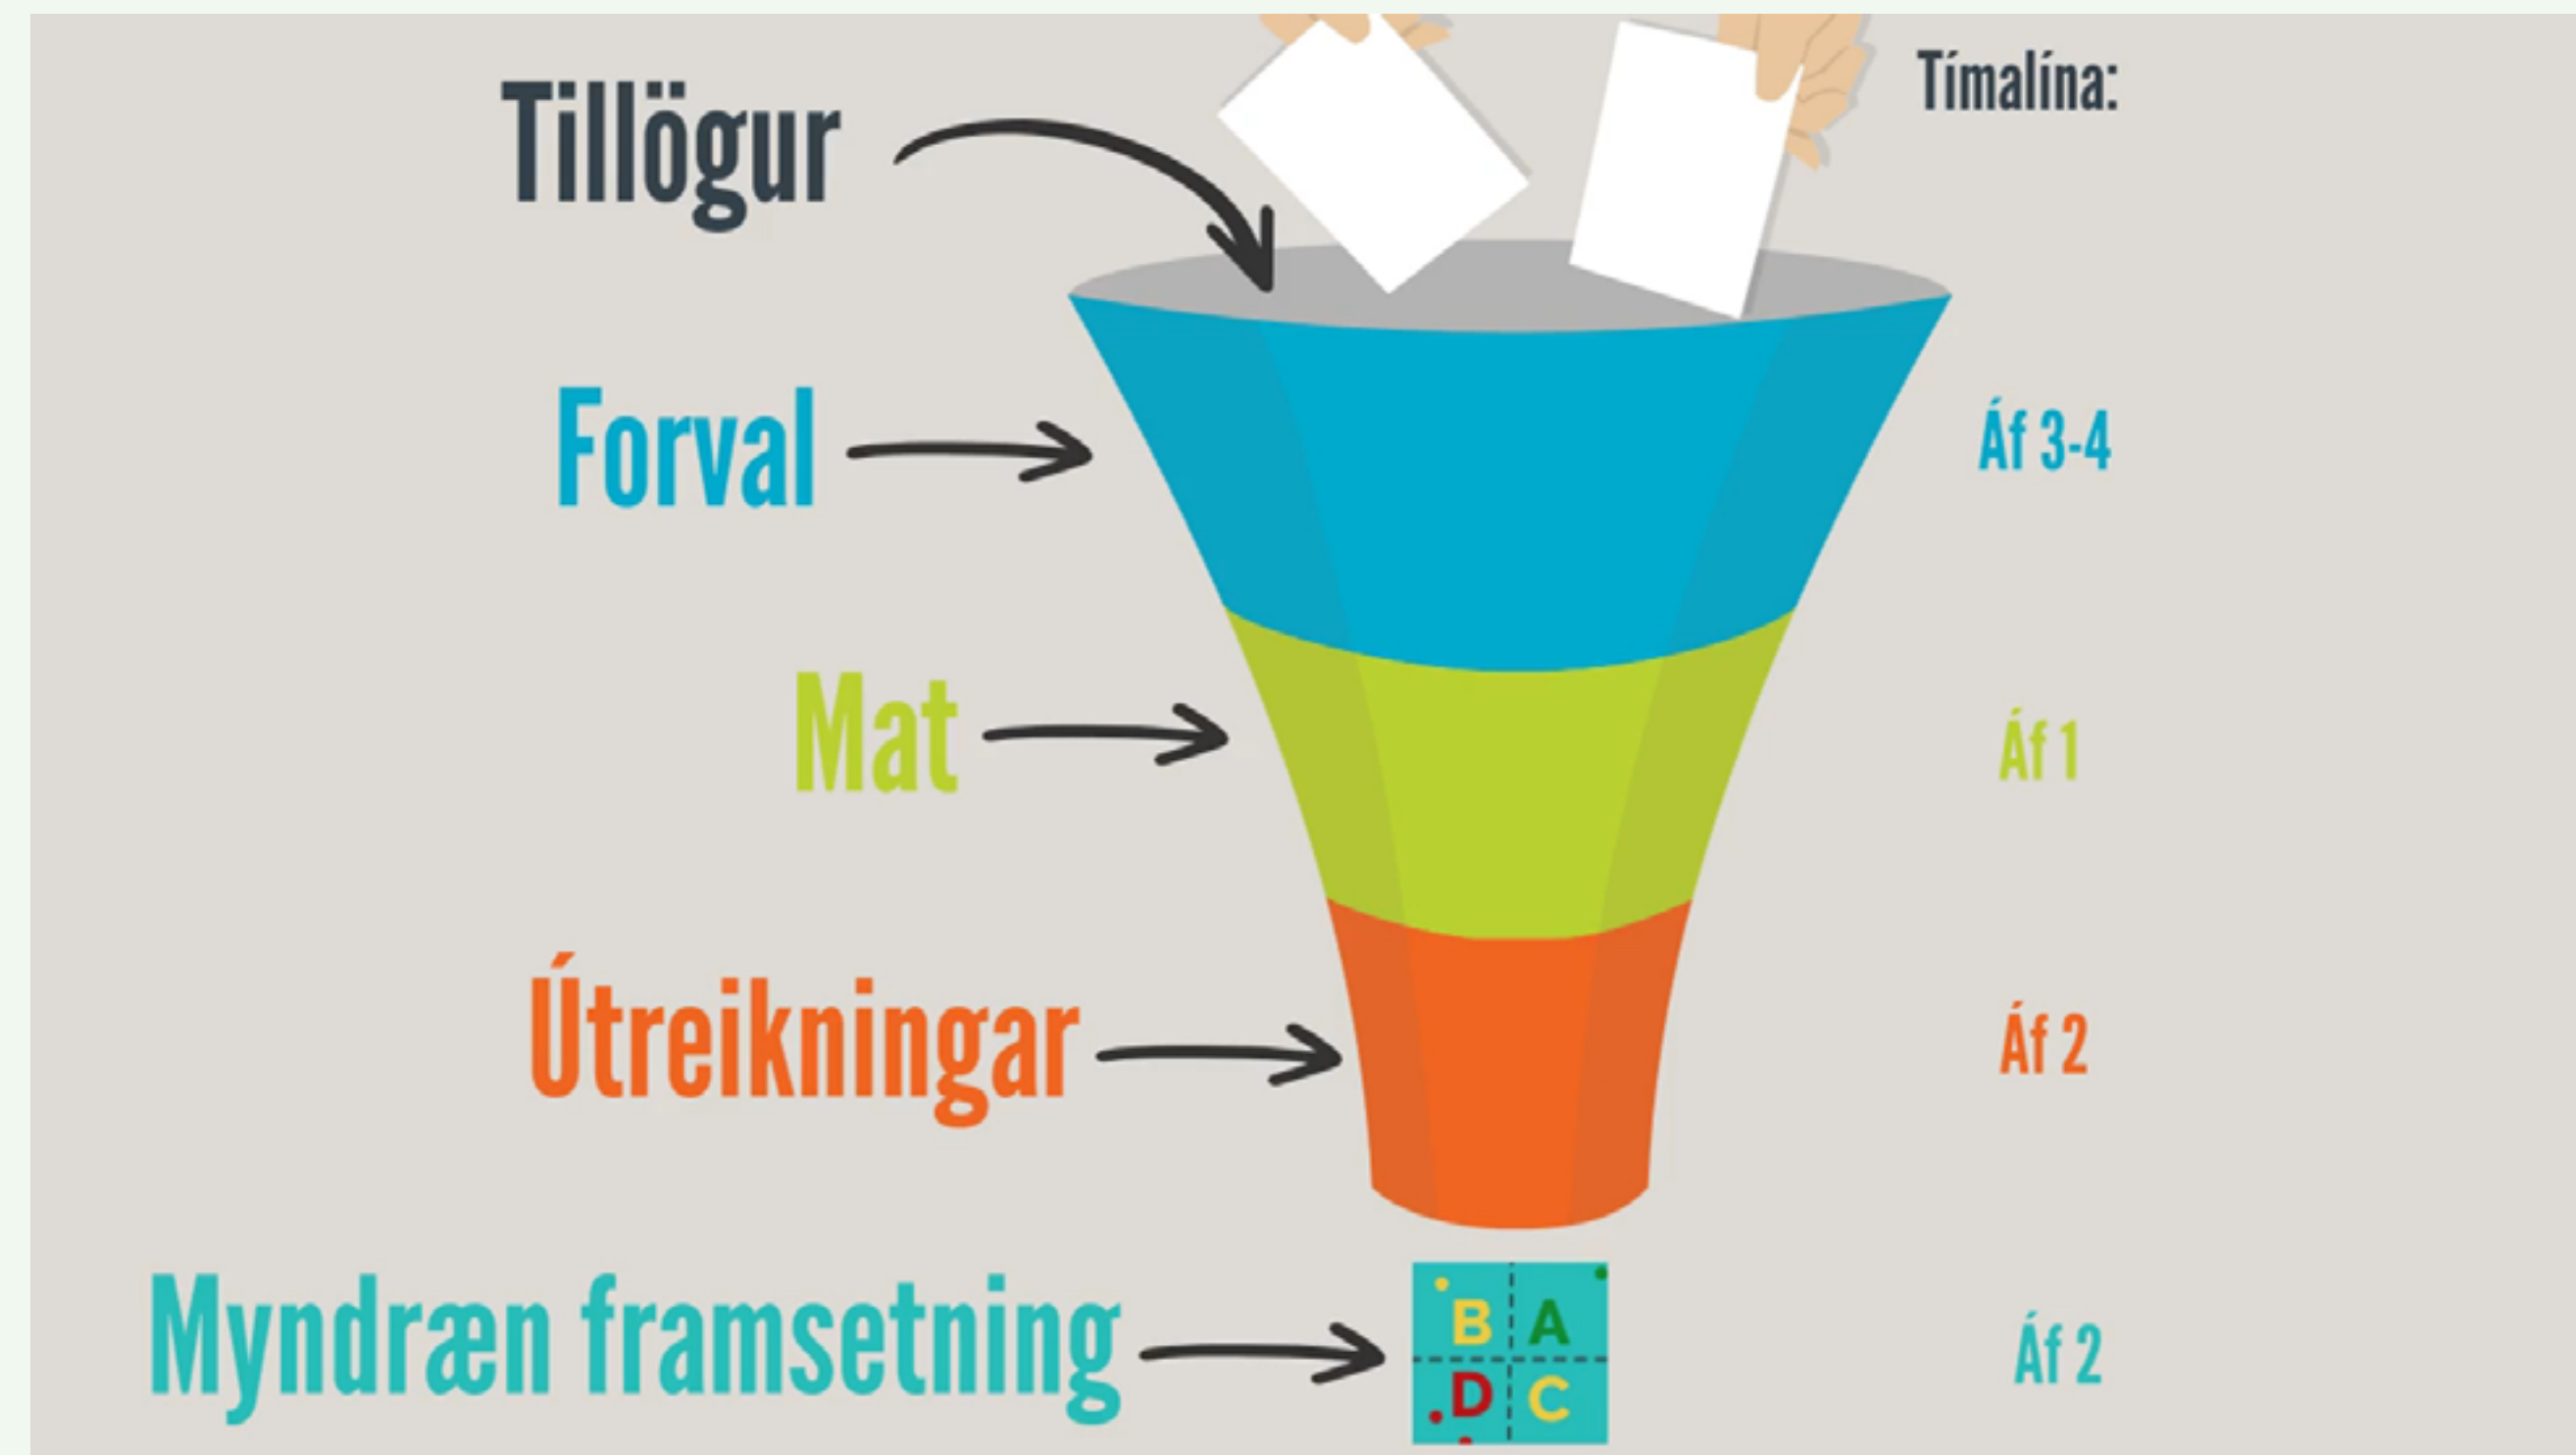 Tillögur
Tímalína:
Forval
Áf 3-4
Mat
Áf 1
Útreikningar
Áf 2
Myndræn framsetning
Áf 2
B A
D C